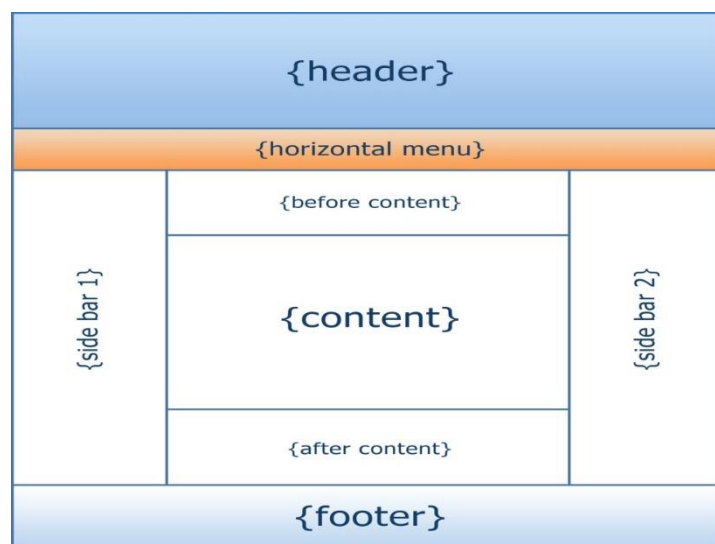 {header}
{horizontal menu}
{side bar 1}
{before content}
{content}
{after content}
{side bar 2}
{footer}